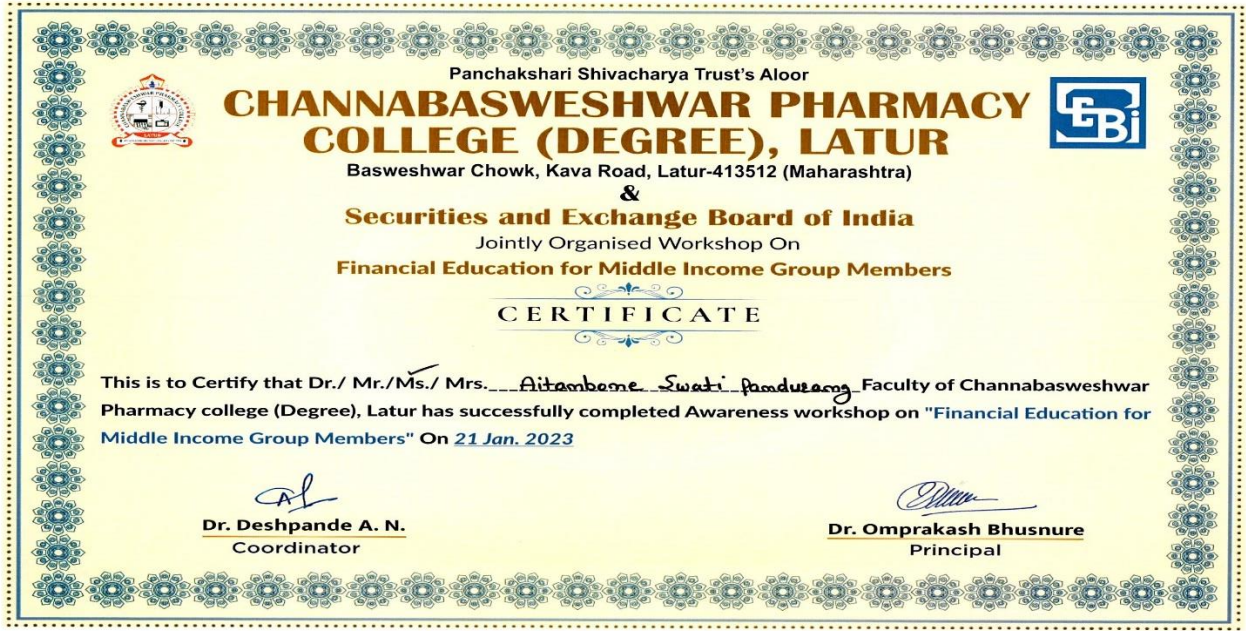 Panchakshari Shivacharya Trust's Aloor
CHANNABASWESHWAR PHARMACY
COLLEGE (DEGREE), LATUR
SEBI
LATUR
Basweshwar Chowk, Kava Road, Latur-413512 (Maharashtra)
&
Securities and Exchange Board of India
Jointly Organised Workshop On
Financial Education for Middle Income Group Members
CERTIFICATE
This is to Certify that Dr./ Mr./Ms./ Mrs. Aitambome Swati Pandurang Faculty of Channabasweshwar
Pharmacy college (Degree), Latur has successfully completed Awareness workshop on "Financial Education for
Middle Income Group Members" On 21 Jan. 2023
Dr. Deshpande A. N.
Coordinator
Dr. Omprakash Bhusnure
Principal